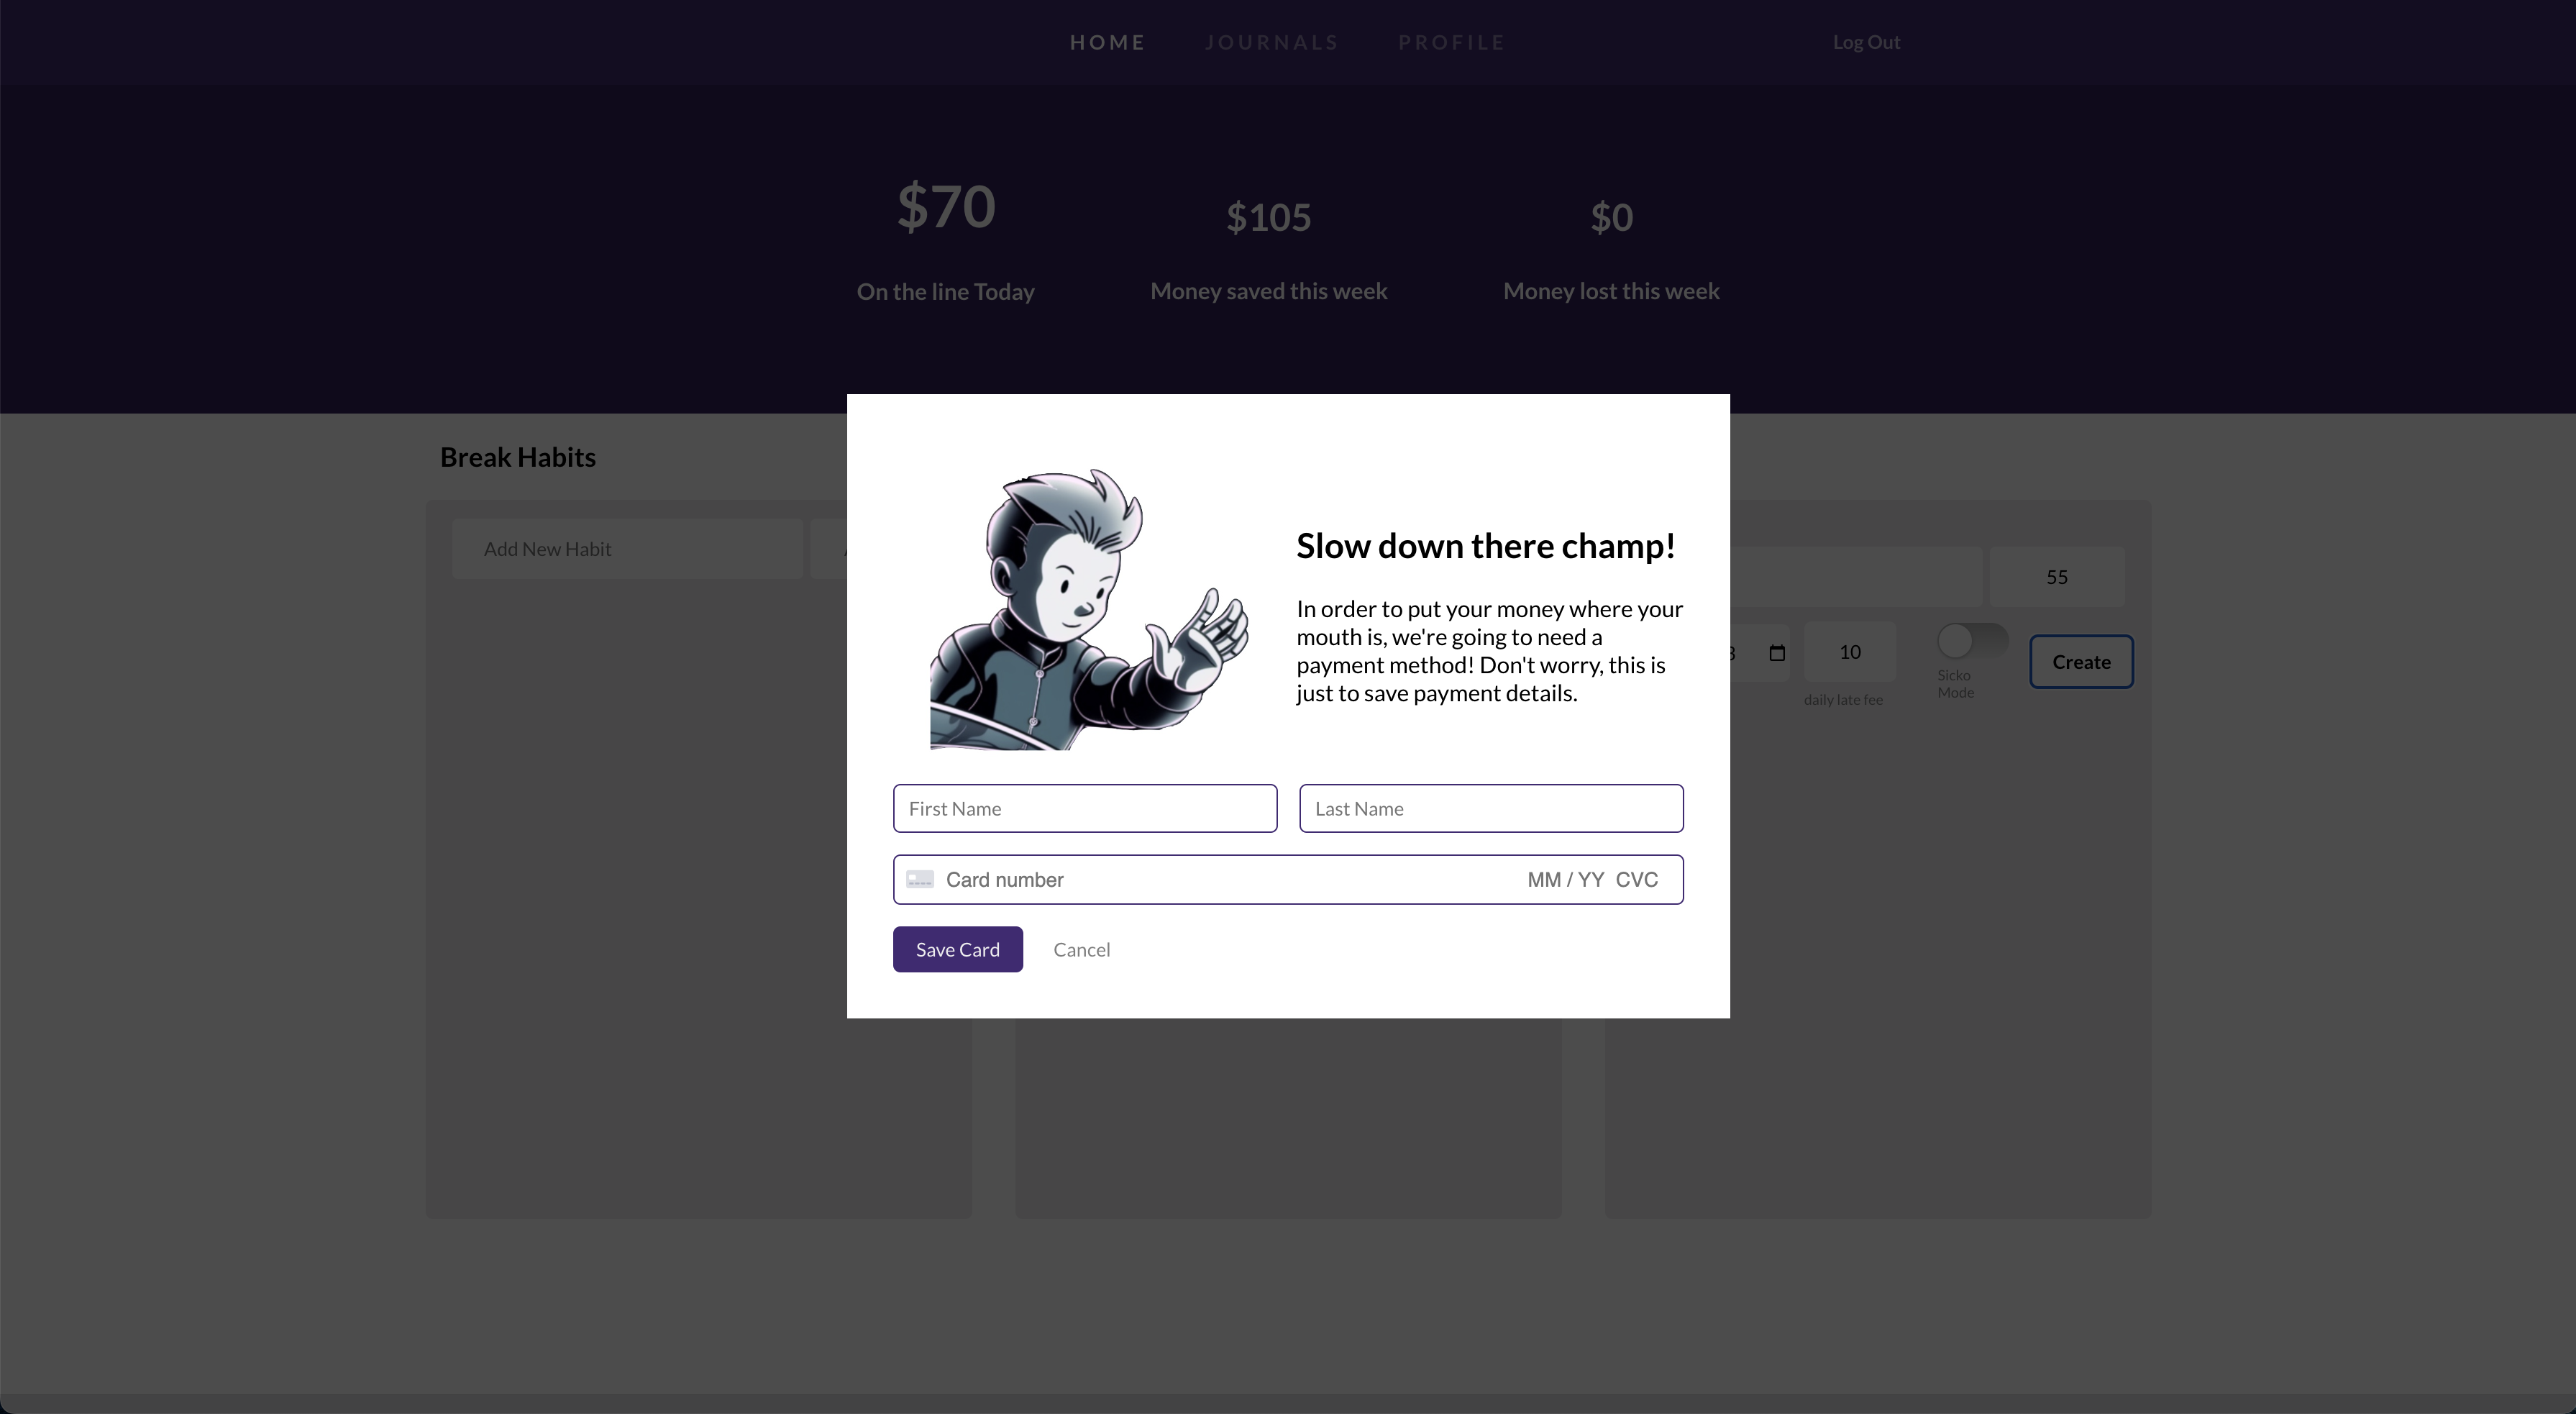 HOME JOURNALS PROFILE Log Out
$70 $105 $0
On the line Today Money saved this week Money lost this week
Break Habits
Add New Habit
55
10
Sicko
Mode
Create
daily late fee
Slow down there champ!
In order to put your money where your
mouth is, we're going to need a
payment method! Don't worry, this is
just to save payment details.
First Name Last Name
Card number MM / YY CVC
Save Card Cancel